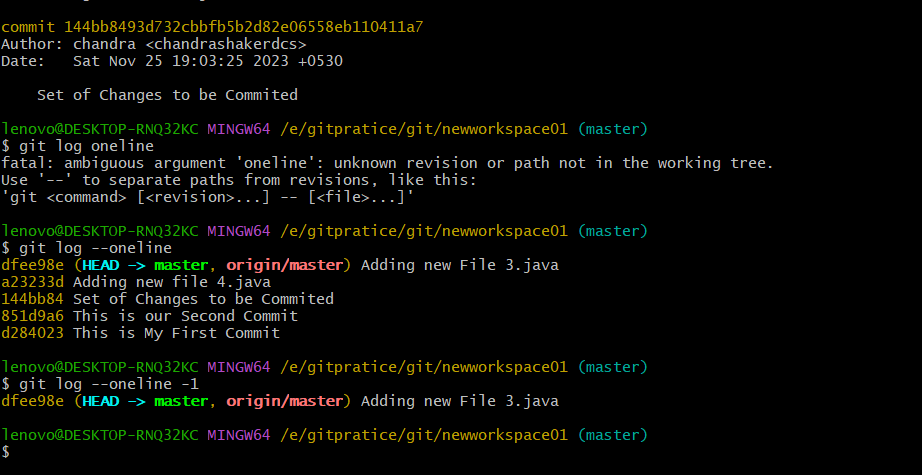 commit 144bb8493d732cbbfb5b2d82e06558eb110411a7
Author: chandra <chandrashakerdcs>
Date:   Sat Nov 25 19:03:25 2023 +0530
    Set of Changes to be Commited
lenovo@DESKTOP-RNQ32KC MINGW64 /e/gitpratice/git/newworkspace01 (master)
$ git log oneline
fatal: ambiguous argument 'oneline': unknown revision or path not in the working tree.
Use '--' to separate paths from revisions, like this:
'git <command> [<revision>...] -- [<file>...]'
lenovo@DESKTOP-RNQ32KC MINGW64 /e/gitpratice/git/newworkspace01 (master)
$ git log --oneline
dfee98e (HEAD -> master, origin/master) Adding new File 3.java
a23233d Adding new file 4.java
144bb84 Set of Changes to be Commited
851d9a6 This is our Second Commit
d284023 This is My First Commit
lenovo@DESKTOP-RNQ32KC MINGW64 /e/gitpratice/git/newworkspace01 (master)
$ git log --oneline -1
dfee98e (HEAD -> master, origin/master) Adding new File 3.java
lenovo@DESKTOP-RNQ32KC MINGW64 /e/gitpratice/git/newworkspace01 (master)
$